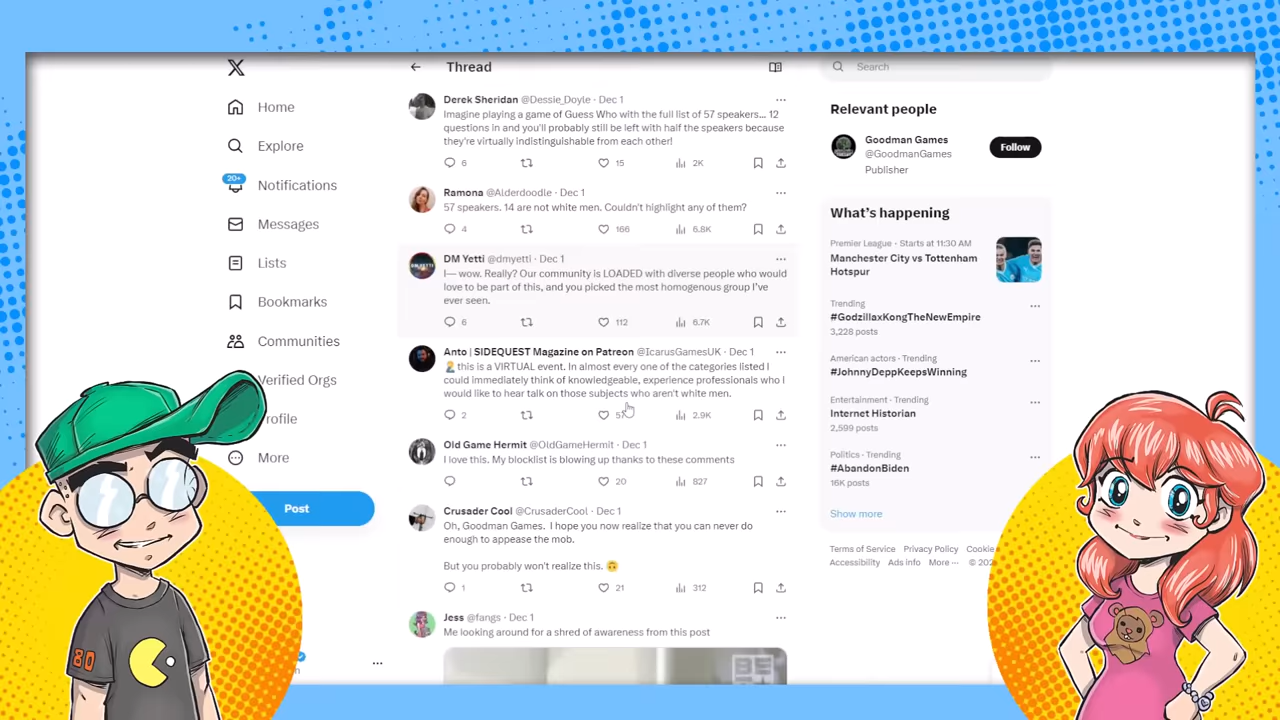 Home
Explore
20+
Notifications
Messages
Lists
Bookmarks
Communities
Verified Orgs
More
Post
Thread
Derek Sheridan @Dessie_Doyle · Dec 1
Imagine playing a game of Guess Who with the full list of 57 speakers... 12
questions in and you'll probably still be left with half the speakers because
they're virtually indistinguishable from each other!
6 15 2K
Ramona @Alderdoodle · Dec 1
57 speakers. 14 are not white men. Couldn't highlight any of them?
4 166 6.8K
DM Yetti @dmyetti · Dec 1
I— wow. Really? Our community is LOADED with diverse people who would
love to be part of this, and you picked the most homogenous group I've
ever seen.
6 112 6.7K
Anto | SIDEQUEST Magazine on Patreon @IcarusGamesUK · Dec 1
🤦‍♂️ this is a VIRTUAL event. In almost every one of the categories listed I
could immediately think of knowledgeable, experience professionals who I
would like to hear talk on those subjects who aren't white men.
2 2.9K
Old Game Hermit @OldGameHermit · Dec 1
I love this. My blocklist is blowing up thanks to these comments
20 827
Crusader Cool @CrusaderCool · Dec 1
Oh, Goodman Games. I hope you now realize that you can never do
enough to appease the mob.
But you probably won't realize this. 🙃
1 21 312
Jess @fangs · Dec 1
Me looking around for a shred of awareness from this post
Search
Relevant people
Goodman Games
@GoodmanGames
Publisher
Follow
What's happening
Premier League · Starts at 11:30 AM
Manchester City vs Tottenham
Hotspur
Trending
#GodzillaxKongTheNewEmpire
3,228 posts
American actors · Trending
#JohnnyDeppKeepsWinning
Entertainment · Trending
Internet Historian
2,599 posts
Politics · Trending
#AbandonBiden
16K posts
Show more
Terms of Service Privacy Policy Cookie
Accessibility Ads info More ··· ©
80